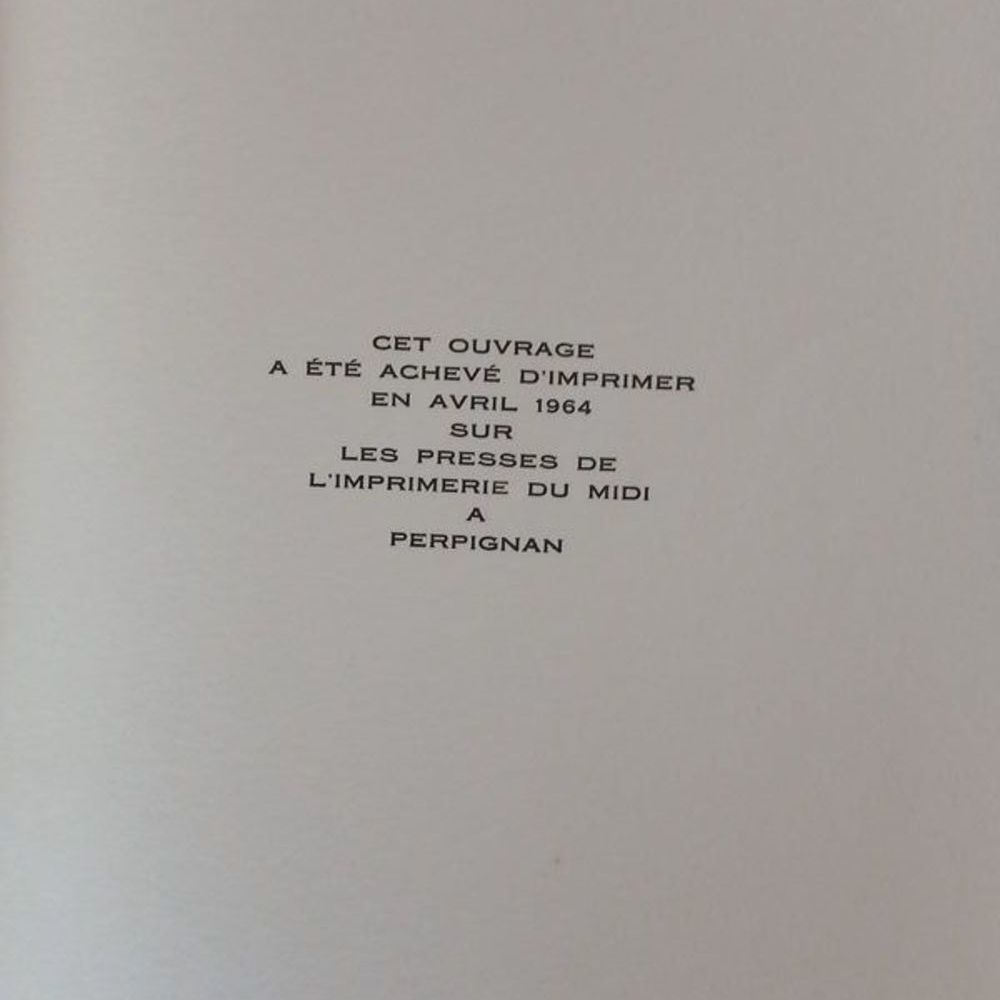 CET OUVRAGE
A ÉTÉ ACHEVÉ D'IMPRIMER
EN AVRIL 1964
SUR
LES PRESSES DE
L'IMPRIMERIE DU MIDI
A
PERPIGNAN